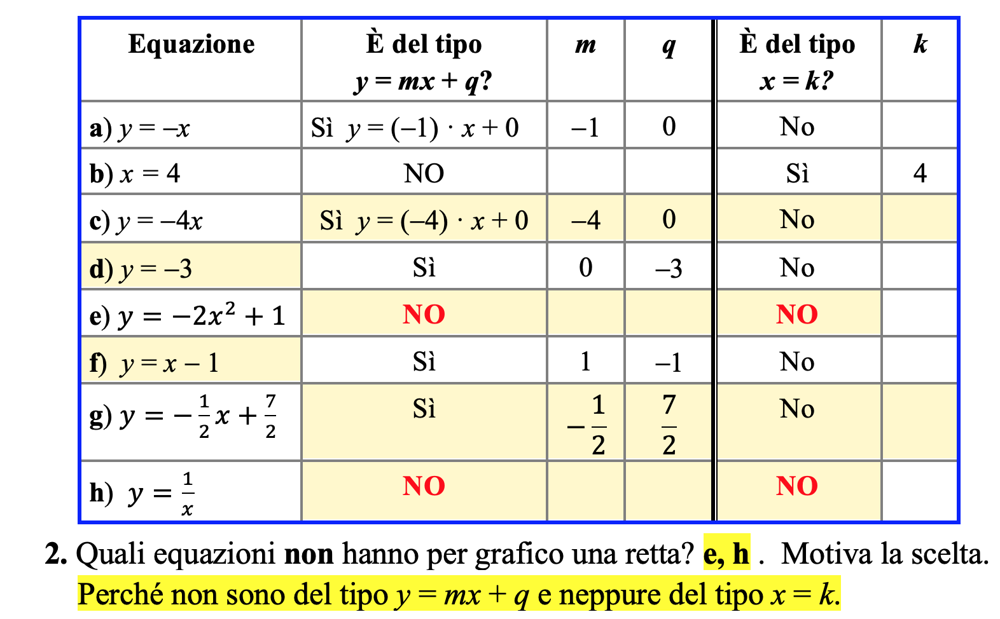 Equazione È del tipo y = mx + q? m q È del tipo x = k? k
a) y = –x Sì y = (–1) · x + 0 –1 0 No
b) x = 4 NO Sì 4
c) y = –4x Sì y = (–4) · x + 0 –4 0 No
d) y = –3 Sì 0 –3 No
e) y = −2x² + 1 NO NO
f) y = x – 1 Sì 1 –1 No
g) y = −1/2 x + 7/2 Sì −1/2 7/2 No
h) y = 1/x NO NO
2. Quali equazioni non hanno per grafico una retta? e, h . Motiva la scelta.
Perché non sono del tipo y = mx + q e neppure del tipo x = k.